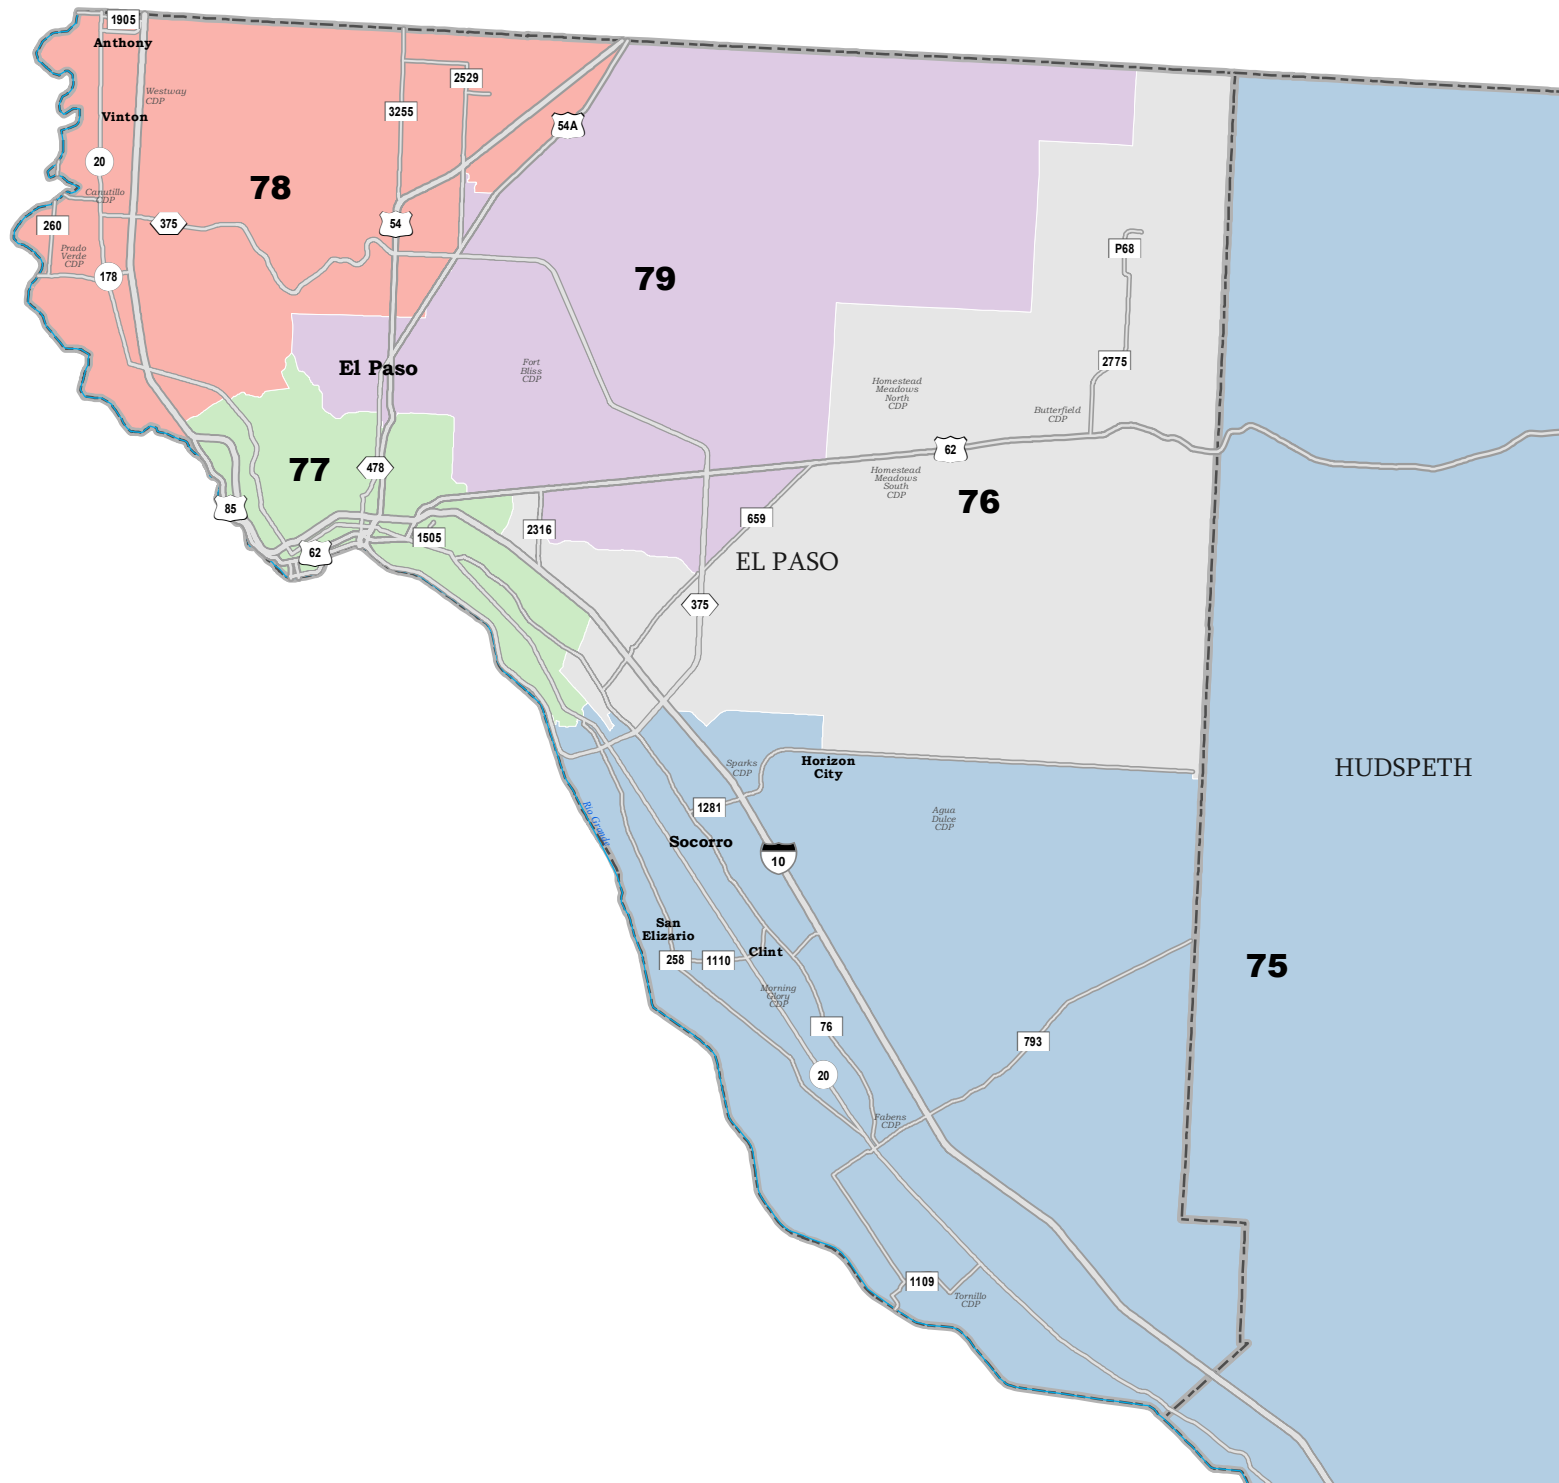 1905
Anthony
Westway
CDP
2529
3255
Vinton
54A
20
78
Canutillo
CDP
260
375
54
Prado
Verde
CDP
178
79
P68
El Paso
Fort
Bliss
CDP
2775
Homestead
Meadows
North
CDP
Butterfield
CDP
62
77
478
Homestead
Meadows
South
CDP
76
85
659
2316
1505
62
EL PASO
375
Sparks
CDP
Horizon
City
HUDSPETH
1281
Rio Grande
Agua
Dulce
CDP
Socorro
10
San
Elizario
258
1110
Clint
75
Morning
Glory
CDP
76
793
20
Fabens
CDP
1109
Tornillo
CDP